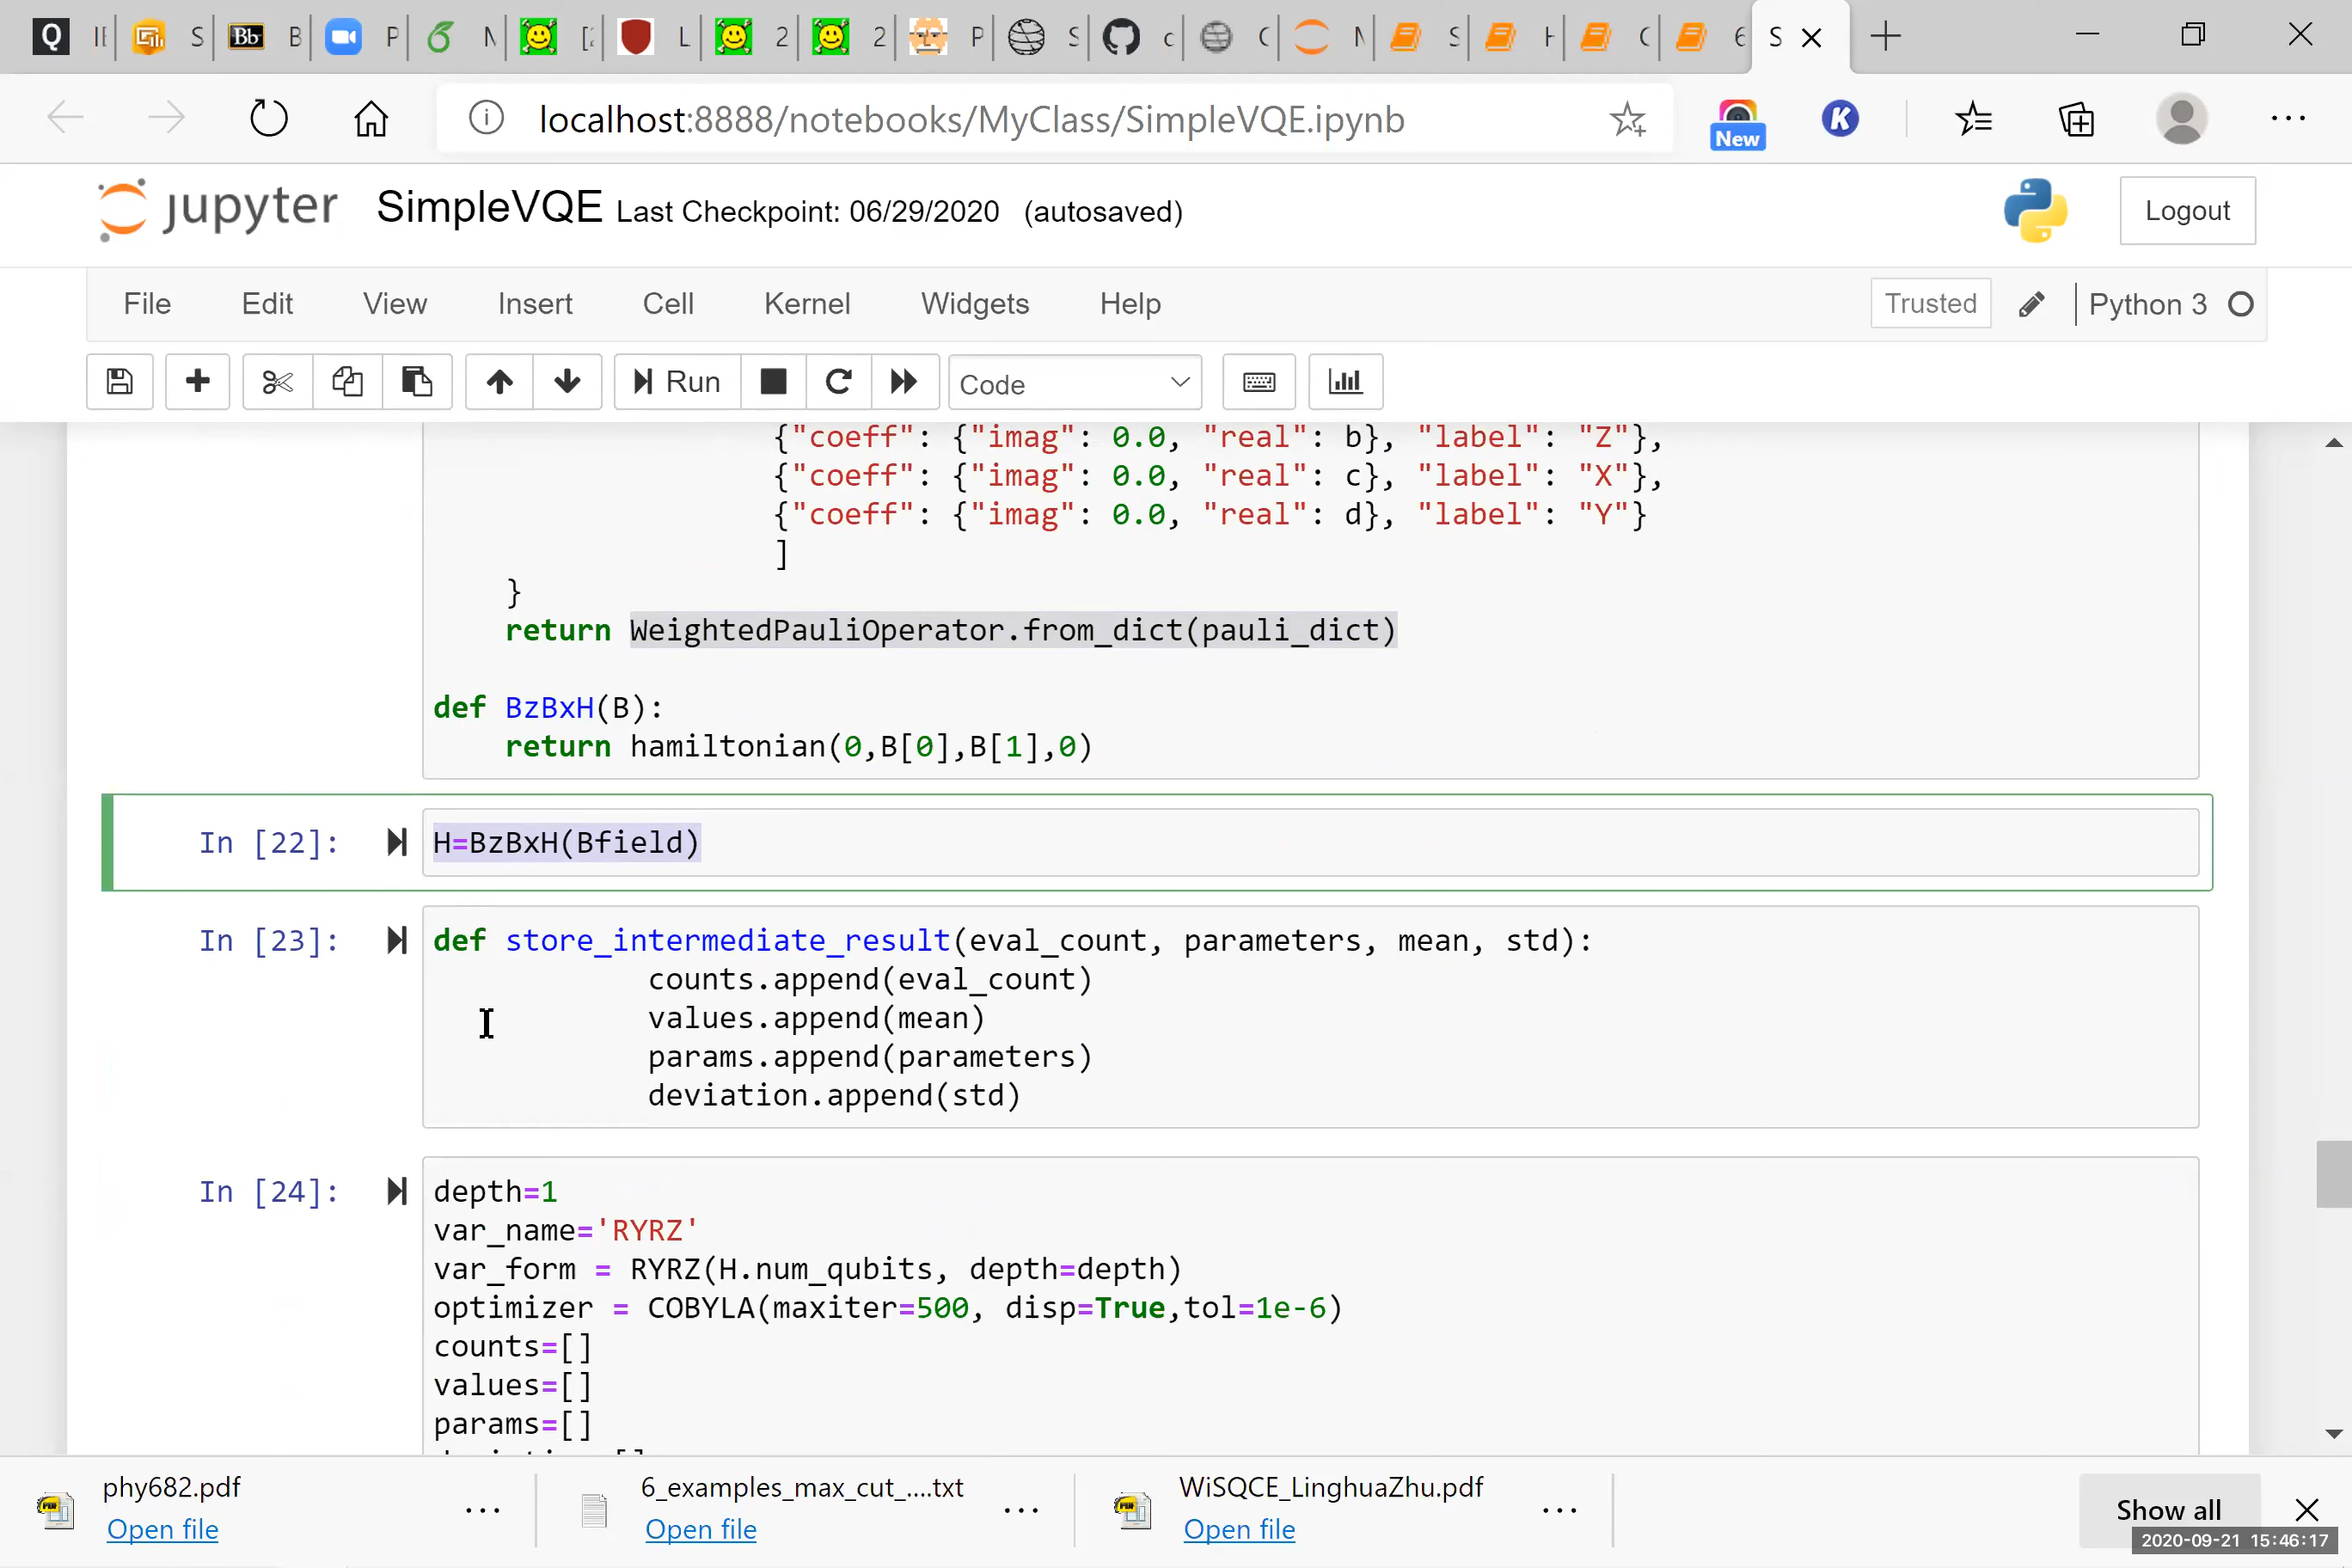 IE S B P N [2 L 2 2 P S c C N S H C 6 S
localhost:8888/notebooks/MyClass/SimpleVQE.ipynb
New
jupyter SimpleVQE Last Checkpoint: 06/29/2020 (autosaved)
Logout
File Edit View Insert Cell Kernel Widgets Help Trusted Python 3
Run Code
{"coeff": {"imag": 0.0, "real": b}, "label": "Z"},
{"coeff": {"imag": 0.0, "real": c}, "label": "X"},
{"coeff": {"imag": 0.0, "real": d}, "label": "Y"}
]
}
return WeightedPauliOperator.from_dict(pauli_dict)
def BzBxH(B):
return hamiltonian(0,B[0],B[1],0)
In [22]: H=BzBxH(Bfield)
In [23]: def store_intermediate_result(eval_count, parameters, mean, std):
counts.append(eval_count)
values.append(mean)
params.append(parameters)
deviation.append(std)
In [24]: depth=1
var_name='RYRZ'
var_form = RYRZ(H.num_qubits, depth=depth)
optimizer = COBYLA(maxiter=500, disp=True,tol=1e-6)
counts=[]
values=[]
params=[]
phy682.pdf
Open file
6_examples_max_cut_....txt
Open file
WiSQCE_LinghuaZhu.pdf
Open file
Show all
2020-09-21 15:46:17